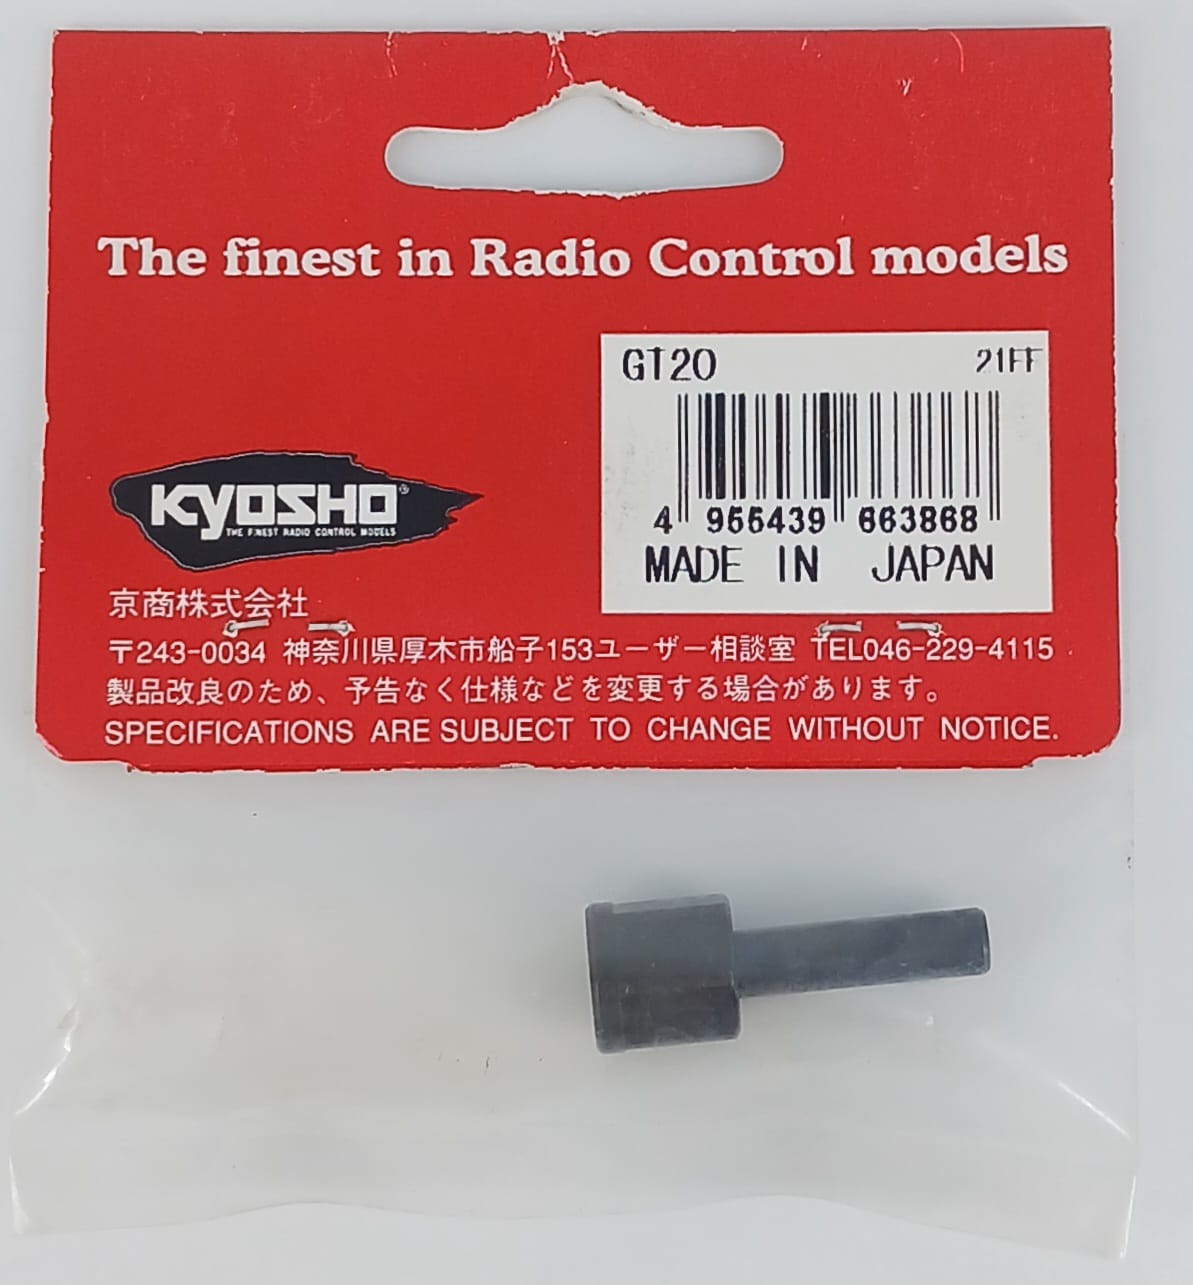 The finest in Radio Control models
GT20 21FF
4 955439 663868
MADE IN JAPAN
KYOSHO®
THE FINEST RADIO CONTROL MODELS
京商株式会社
〒243-0034 神奈川県厚木市船子153ユーザー相談室 TEL046-229-4115
製品改良のため、予告なく仕様などを変更する場合があります。
SPECIFICATIONS ARE SUBJECT TO CHANGE WITHOUT NOTICE.